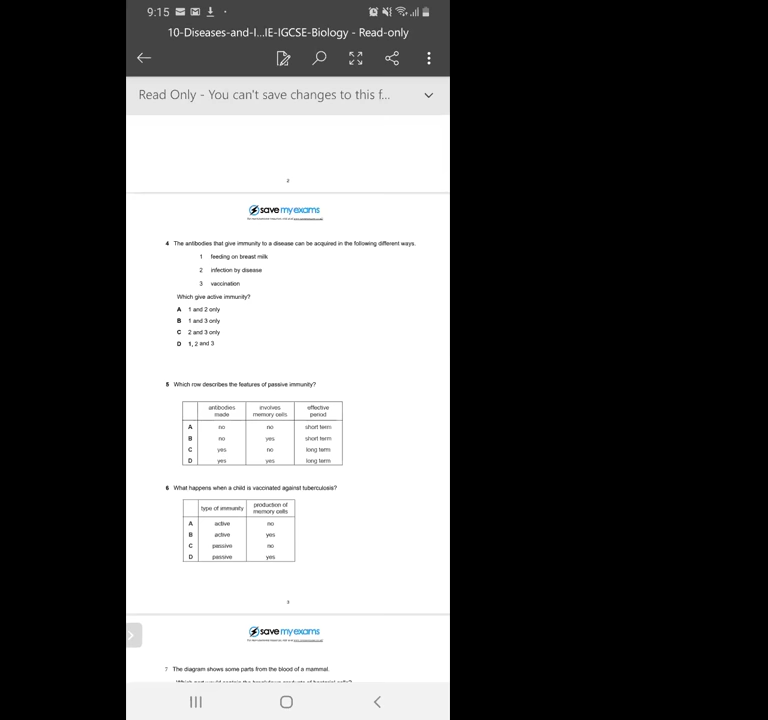 9:15
10-Diseases-and-I...IE-IGCSE-Biology - Read-only
Read Only - You can't save changes to this f...
2
save my exams
4 The antibodies that give immunity to a disease can be acquired in the following different ways.
1 feeding on breast milk
2 infection by disease
3 vaccination
Which give active immunity?
A 1 and 2 only
B 1 and 3 only
C 2 and 3 only
D 1, 2 and 3
5 Which row describes the features of passive immunity?
antibodies made involves memory cells effective period
A no no short term
B no yes short term
C yes no long term
D yes yes long term
6 What happens when a child is vaccinated against tuberculosis?
type of immunity production of memory cells
A active no
B active yes
C passive no
D passive yes
3
save my exams
7 The diagram shows some parts from the blood of a mammal.